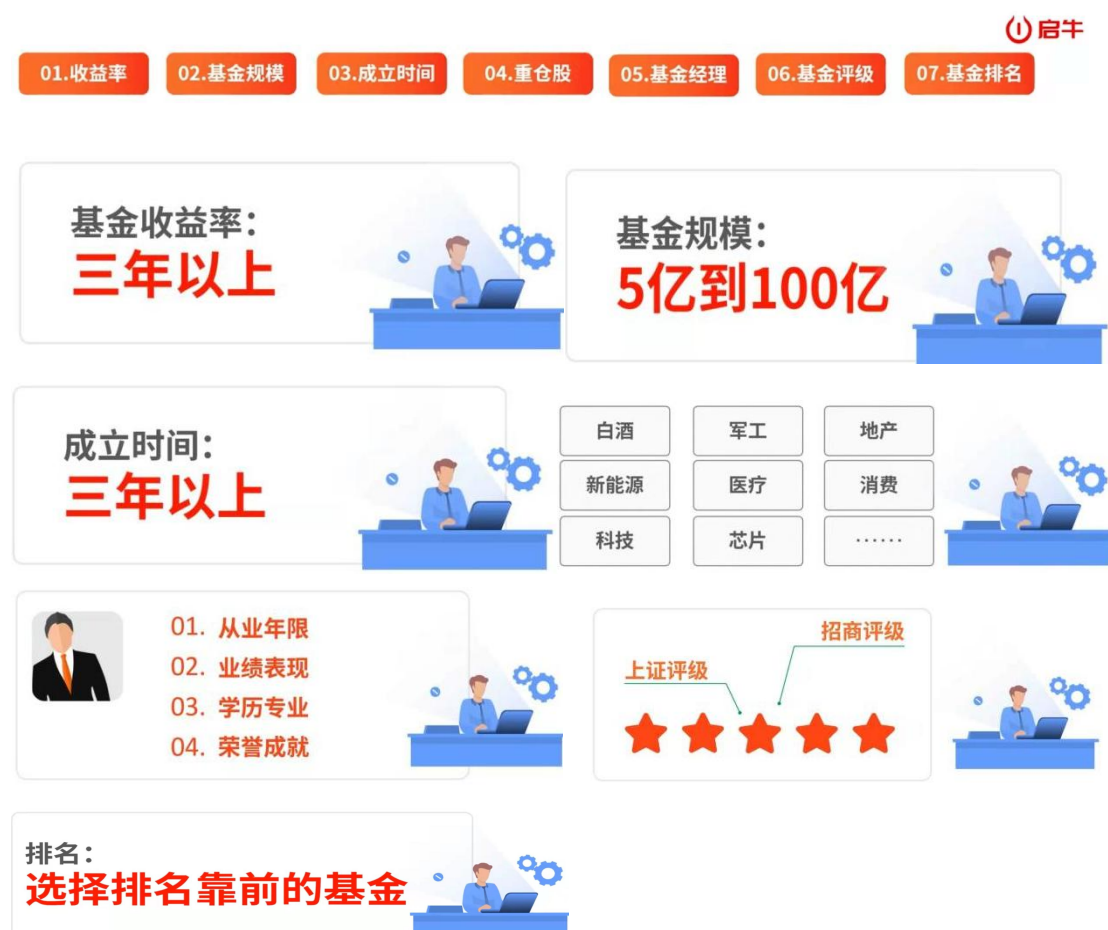 启牛
01.收益率
02.基金规模
03.成立时间
04.重仓股
05.基金经理
06.基金评级
07.基金排名
基金收益率：
三年以上
基金规模：
5亿到100亿
成立时间：
三年以上
白酒
军工
地产
新能源
医疗
消费
科技
芯片
......
01. 从业年限
02. 业绩表现
03. 学历专业
04. 荣誉成就
招商评级
上证评级
排名：
选择排名靠前的基金